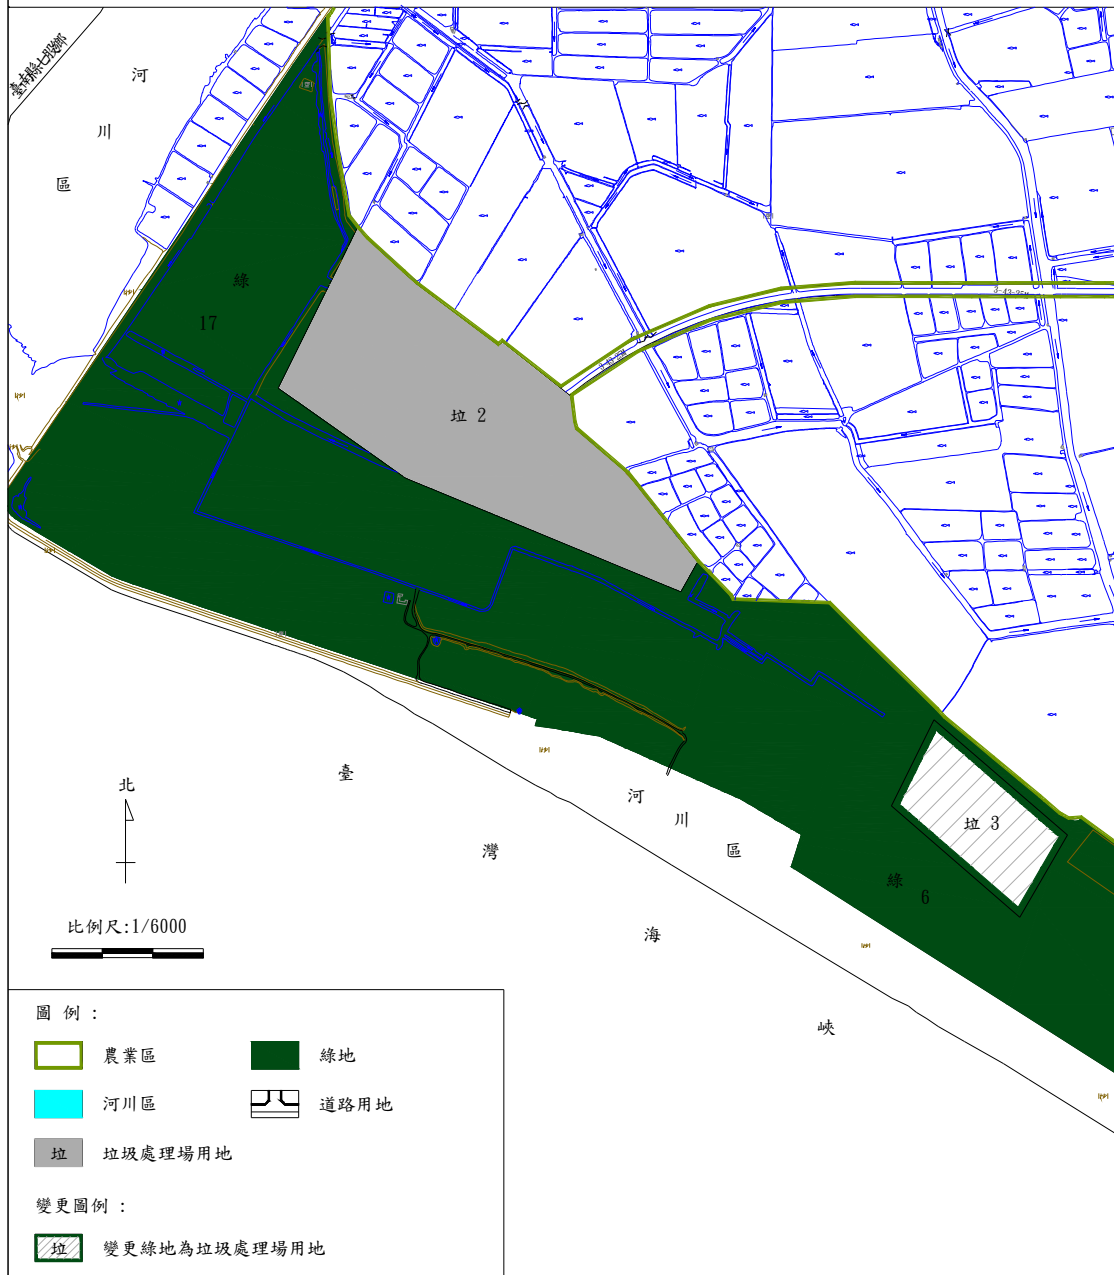 臺南縣七股鄉
河
川
區
綠
17
3-43-25M
垃 2
北
臺
河
川
區
垃 3
灣
綠
6
比例尺:1/6000
海
峽
圖 例 :
農業區
綠地
河川區
道路用地
垃
垃圾處理場用地
變更圖例 :
垃
變更綠地為垃圾處理場用地